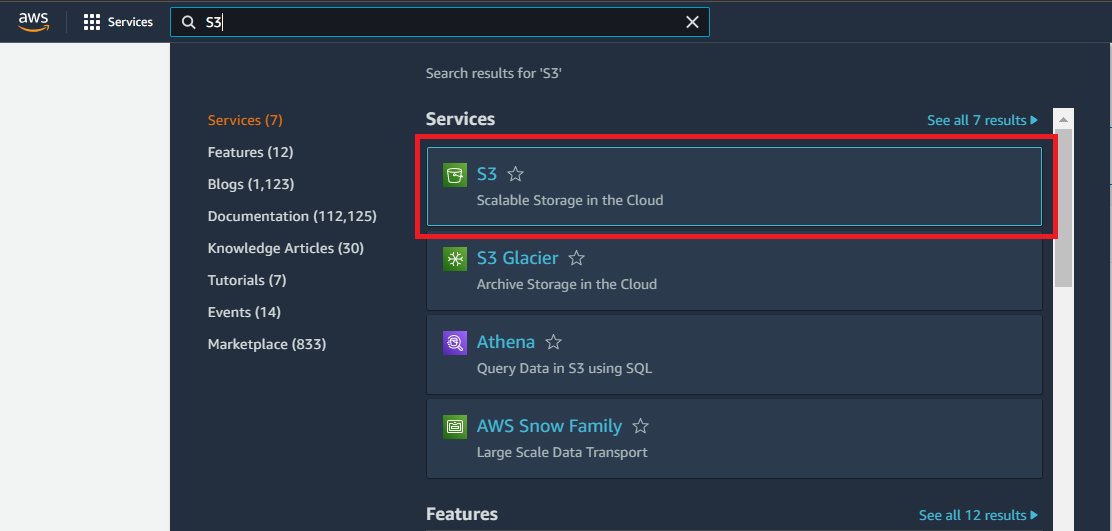 aws Services S3
Search results for 'S3'
Services (7)
Features (12)
Blogs (1,123)
Documentation (112,125)
Knowledge Articles (30)
Tutorials (7)
Events (14)
Marketplace (833)
Services See all 7 results
S3
Scalable Storage in the Cloud
S3 Glacier
Archive Storage in the Cloud
Athena
Query Data in S3 using SQL
AWS Snow Family
Large Scale Data Transport
Features See all 12 results